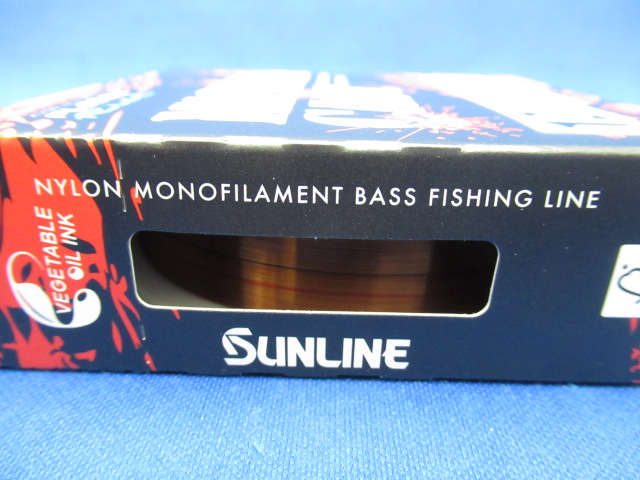 NYLON MONOFILAMENT BASS FISHING LINE
VEGETABLE
OIL INK
SUNLINE